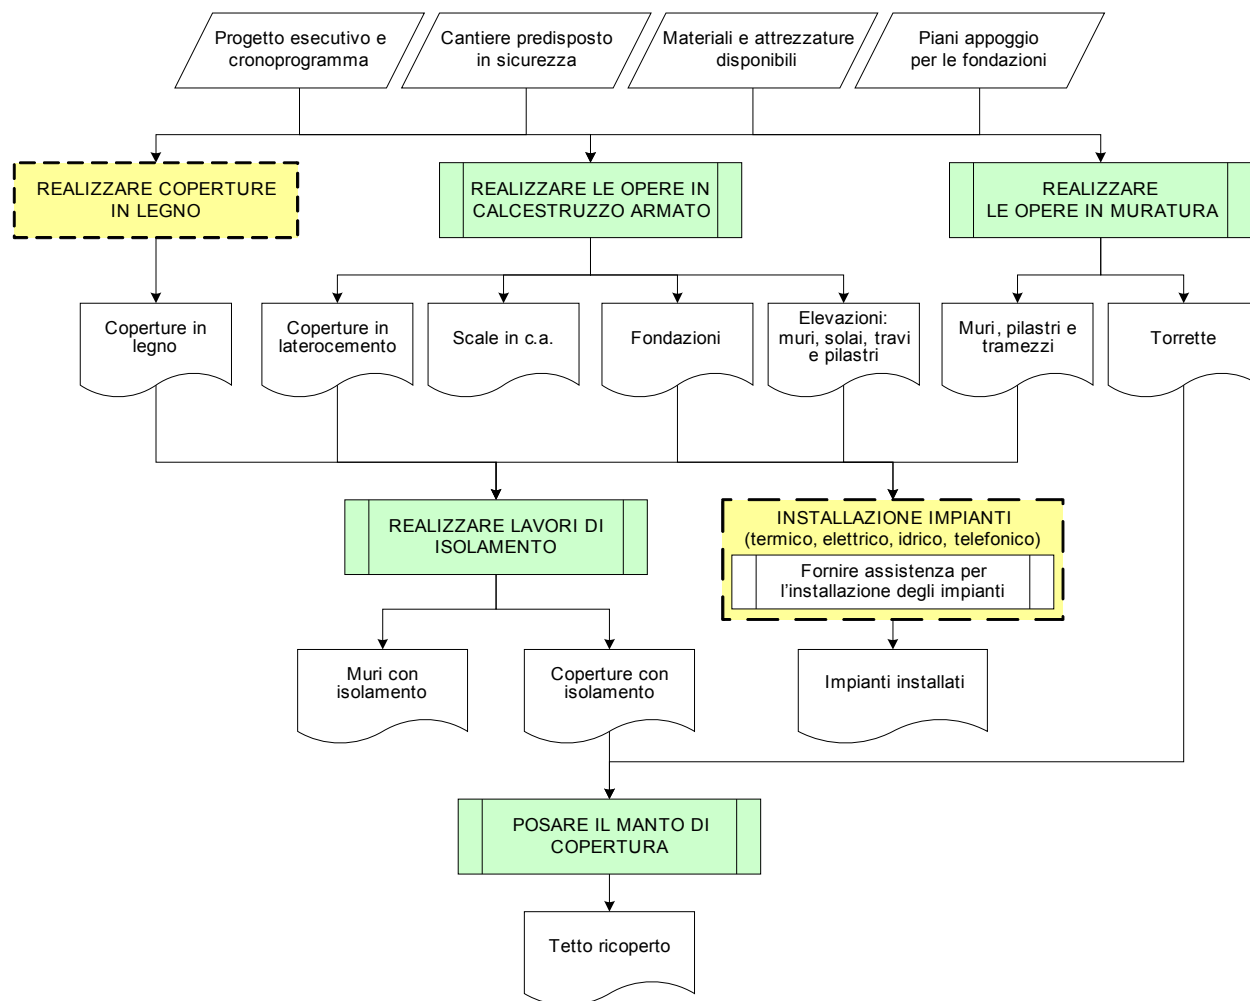 Progetto esecutivo e
cronoprogramma
Cantiere predisposto
in sicurezza
Materiali e attrezzature
disponibili
Piani appoggio
per le fondazioni
REALIZZARE COPERTURE
IN LEGNO
REALIZZARE LE OPERE IN
CALCESTRUZZO ARMATO
REALIZZARE
LE OPERE IN MURATURA
Coperture in
legno
Coperture in
laterocemento
Scale in c.a.
Fondazioni
Elevazioni:
muri, solai, travi
e pilastri
Muri, pilastri e
tramezzi
Torrette
REALIZZARE LAVORI DI
ISOLAMENTO
INSTALLAZIONE IMPIANTI
(termico, elettrico, idrico, telefonico)
Fornire assistenza per
l'installazione degli impianti
Muri con
isolamento
Coperture con
isolamento
Impianti installati
POSARE IL MANTO DI
COPERTURA
Tetto ricoperto